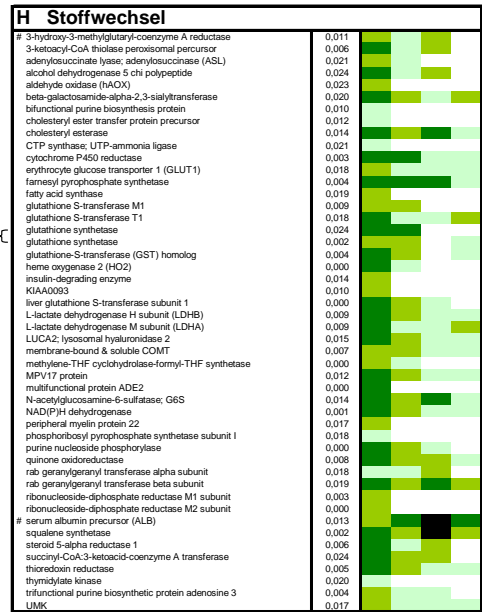 H Stoffwechsel
# 3-hydroxy-3-methylglutaryl-coenzyme A reductase 0,011
3-ketoacyl-CoA thiolase peroxisomal percursor 0,006
adenylosuccinate lyase; adenylosuccinase (ASL) 0,021
alcohol dehydrogenase 5 chi polypeptide 0,024
aldehyde oxidase (hAOX) 0,023
beta-galactosamide-alpha-2,3-sialyltransferase 0,020
bifunctional purine biosynthesis protein 0,010
cholesteryl ester transfer protein precursor 0,012
cholesteryl esterase 0,014
CTP synthase; UTP-ammonia ligase 0,021
cytochrome P450 reductase 0,003
erythrocyte glucose transporter 1 (GLUT1) 0,018
farnesyl pyrophosphate synthetase 0,004
fatty acid synthase 0,019
glutathione S-transferase M1 0,009
glutathione S-transferase T1 0,018
glutathione synthetase 0,024
glutathione synthetase 0,002
glutathione-S-transferase (GST) homolog 0,004
heme oxygenase 2 (HO2) 0,000
insulin-degrading enzyme 0,014
KIAA0093 0,010
liver glutathione S-transferase subunit 1 0,000
L-lactate dehydrogenase H subunit (LDHB) 0,009
L-lactate dehydrogenase M subunit (LDHA) 0,009
LUCA2; lysosomal hyaluronidase 2 0,015
membrane-bound & soluble COMT 0,007
methylene-THF cyclohydrolase-formyl-THF synthetase 0,000
MPV17 protein 0,012
multifunctional protein ADE2 0,000
N-acetylglucosamine-6-sulfatase; G6S 0,014
NAD(P)H dehydrogenase 0,001
peripheral myelin protein 22 0,017
phosphoribosyl pyrophosphate synthetase subunit I 0,018
purine nucleoside phosphorylase 0,000
quinone oxidoreductase 0,008
rab geranylgeranyl transferase alpha subunit 0,018
rab geranylgeranyl transferase beta subunit 0,019
ribonucleoside-diphosphate reductase M1 subunit 0,003
ribonucleoside-diphosphate reductase M2 subunit 0,000
# serum albumin precursor (ALB) 0,013
squalene synthetase 0,002
steroid 5-alpha reductase 1 0,006
succinyl-CoA:3-ketoacid-coenzyme A transferase 0,024
thioredoxin reductase 0,005
thymidylate kinase 0,020
trifunctional purine biosynthetic protein adenosine 3 0,004
UMK 0,017